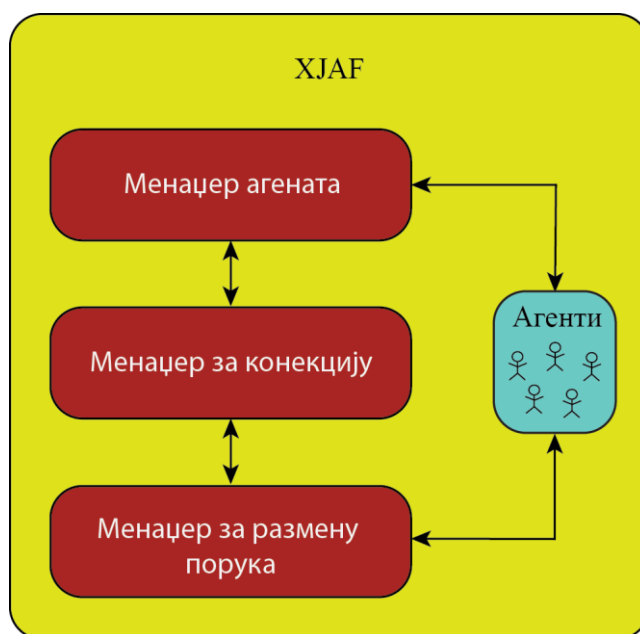 XJAF
Менаџер агената
Менаџер за конекцију
Агенти
Менаџер за размену
порука